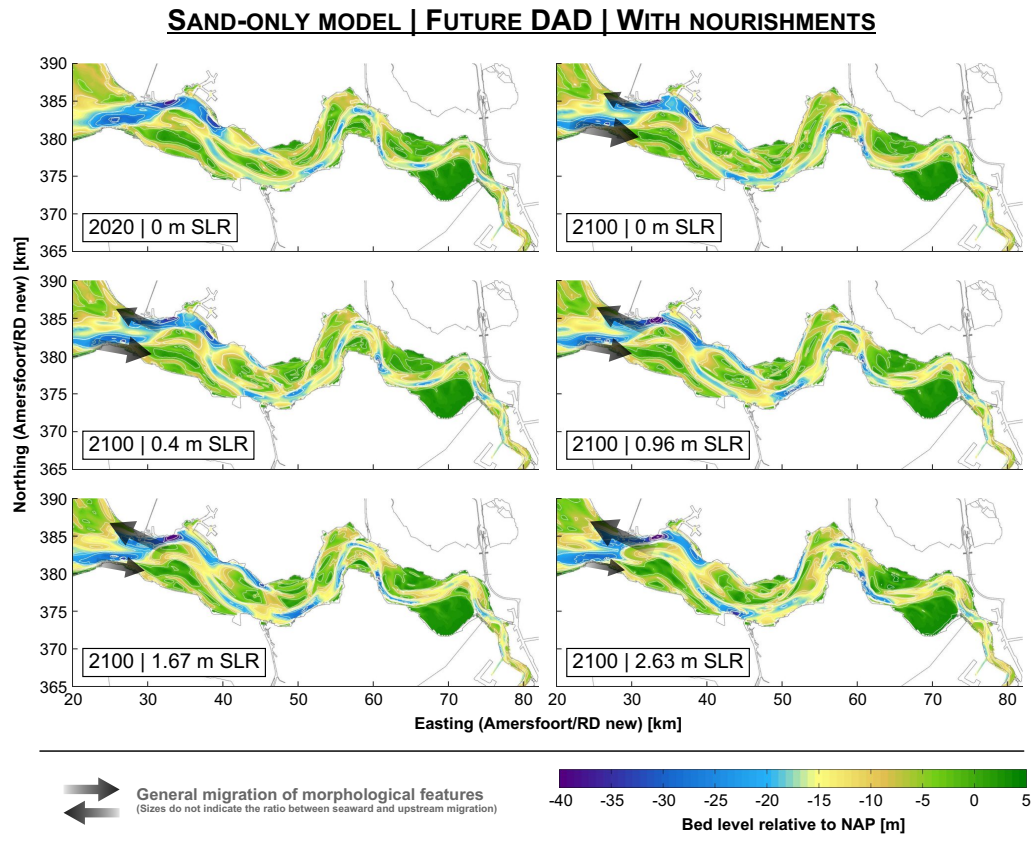 SAND-ONLY MODEL | FUTURE DAD | WITH NOURISHMENTS
390
385
380
375
370
365
2020 | 0 m SLR
2100 | 0 m SLR
390
385
380
375
370
365
2100 | 0.4 m SLR
2100 | 0.96 m SLR
390
385
380
375
370
365
2100 | 1.67 m SLR
2100 | 2.63 m SLR
20 30 40 50 60 70 80 20 30 40 50 60 70 80
Northing (Amersfoort/RD new) [km]
Easting (Amersfoort/RD new) [km]
General migration of morphological features
(Sizes do not indicate the ratio between seaward and upstream migration)
-40 -35 -30 -25 -20 -15 -10 -5 0 5
Bed level relative to NAP [m]